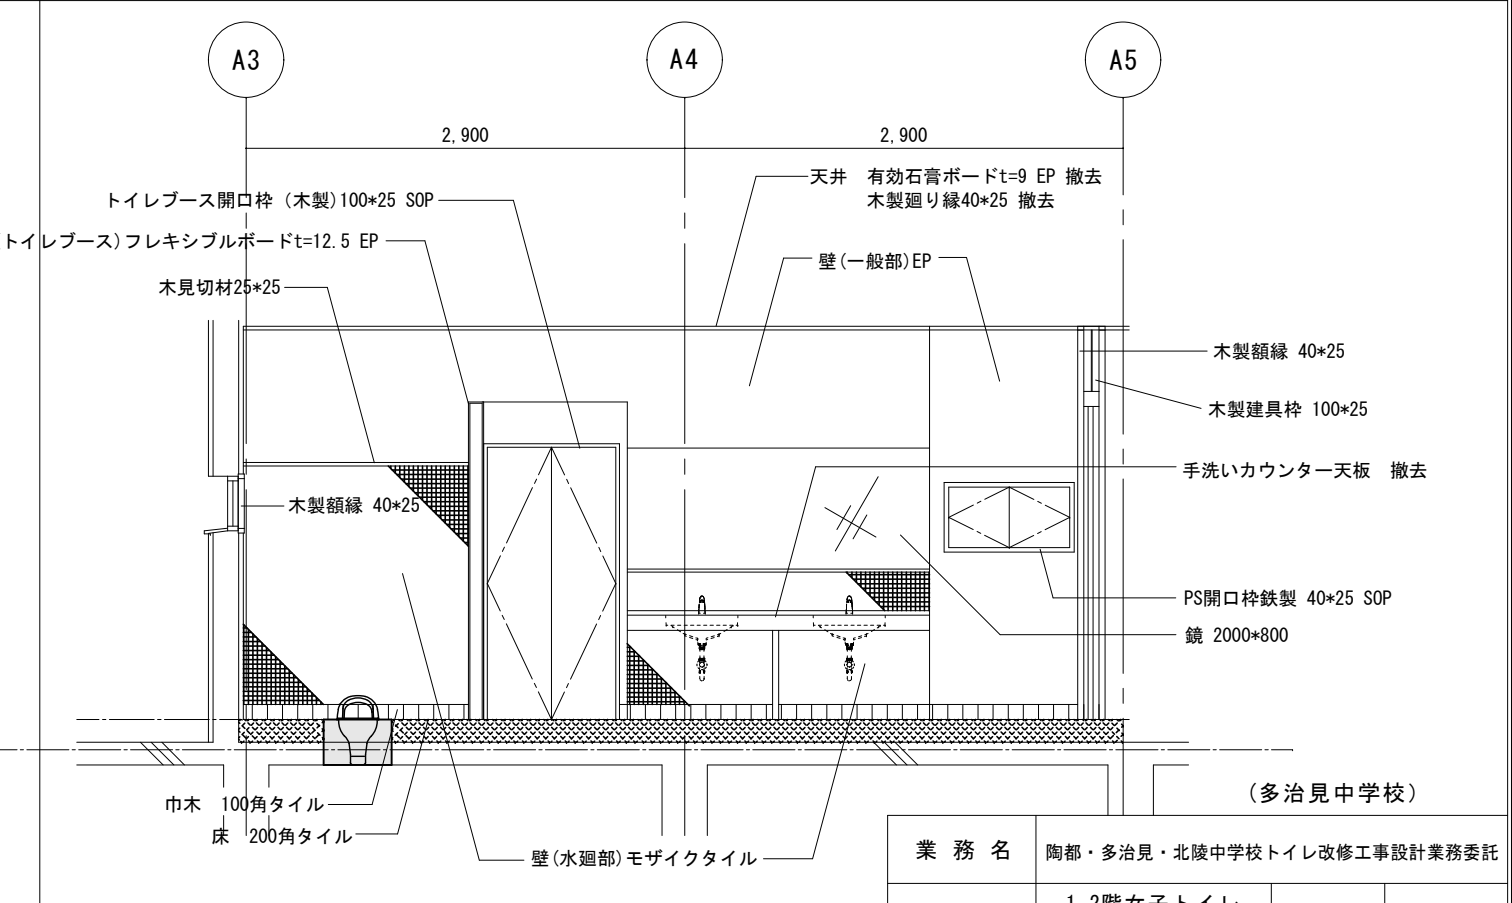 A3
A4
A5
2,900
2,900
天井　有効石膏ボードt=9 EP 撤去
木製廻り縁40*25 撤去
トイレブース開口枠（木製)100*25 SOP
トイレブース)フレキシブルボードt=12.5 EP
壁(一般部)EP
木見切材25*25
木製額縁 40*25
木製建具枠 100*25
手洗いカウンター天板　撤去
木製額縁 40*25
PS開口枠鉄製 40*25 SOP
鏡 2000*800
巾木　100角タイル
床　200角タイル
壁(水廻部)モザイクタイル
(多治見中学校)
業務名
陶都・多治見・北陵中学校トイレ改修工事設計業務委託
1,2階女子トイレ